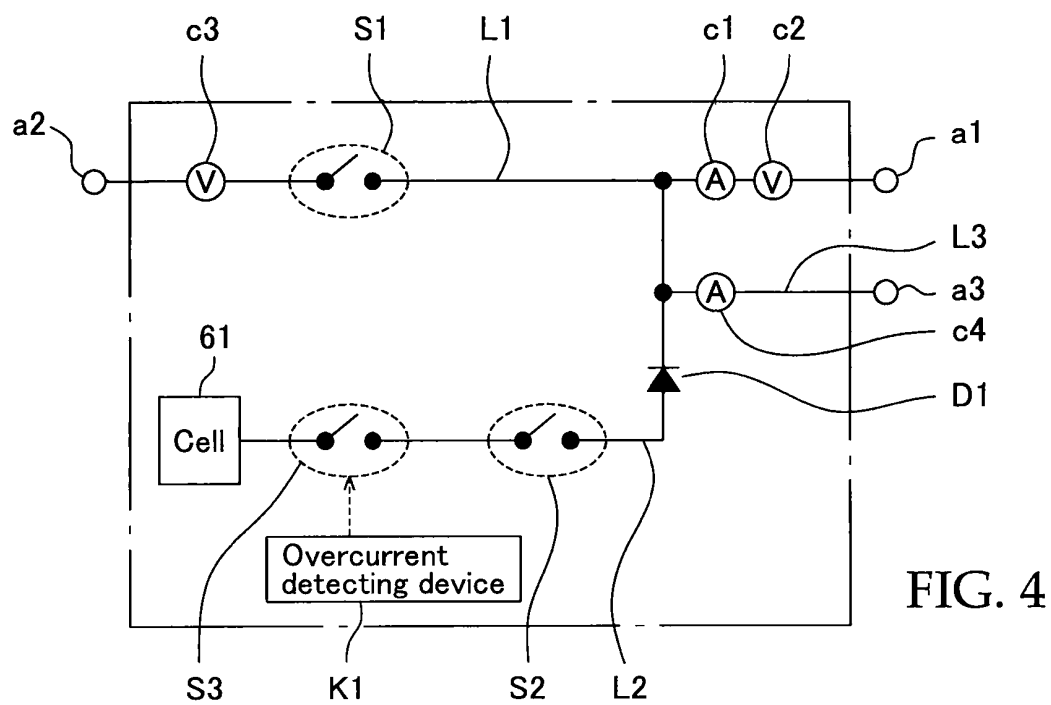 c3 S1 L1 c1 c2
a2 a1
V A V
L3
A a3
c4
61
D1
Cell
Overcurrent
detecting device
FIG. 4
S3 K1 S2 L2